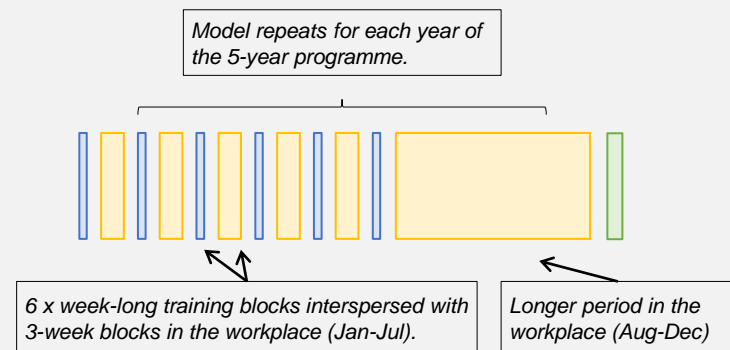 Model repeats for each year of
the 5-year programme.
6 x week-long training blocks interspersed with
3-week blocks in the workplace (Jan-Jul).
Longer period in the
workplace (Aug-Dec)